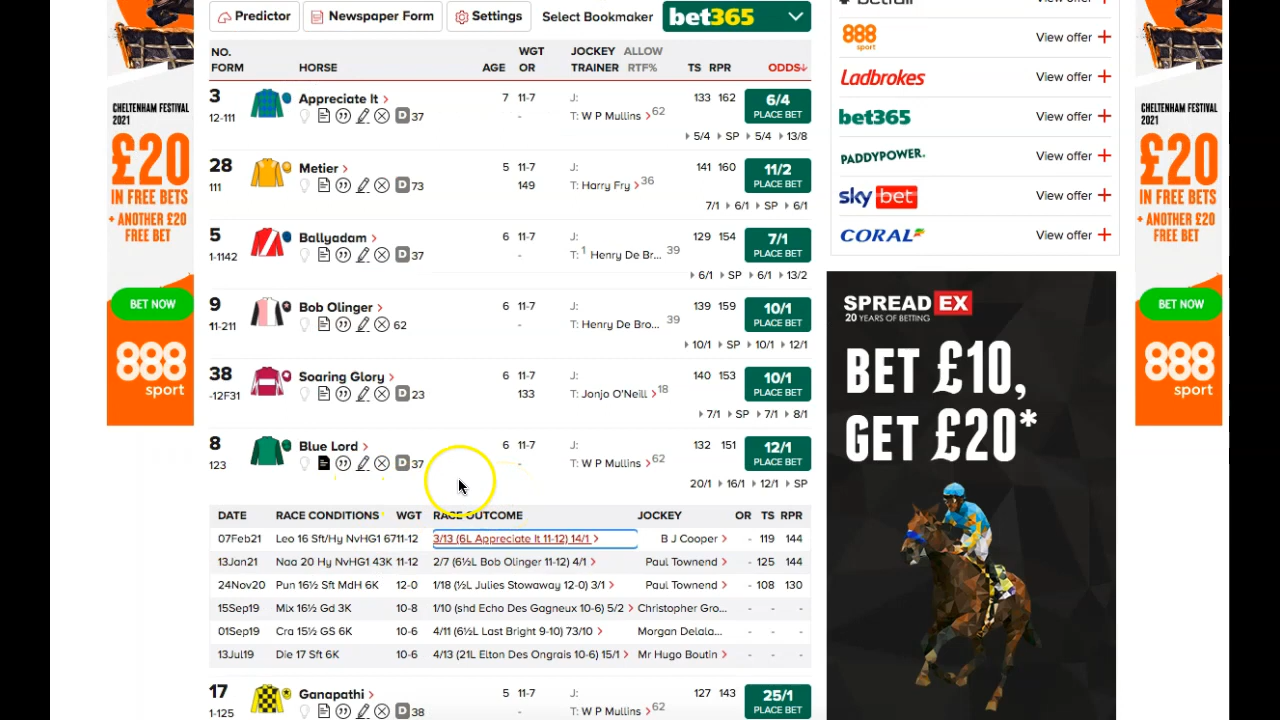 Predictor
Newspaper Form
Settings
Select Bookmaker
bet365
NO.
FORM
HORSE
AGE
WGT
OR
JOCKEY
TRAINER
ALLOW
RTF%
TS RPR
ODDS
3
12-111
Appreciate It
D 37
7 11-7
-
J:
T: W P Mullins 62
133 162
6/4
PLACE BET
5/4 SP 5/4 13/8
28
111
Metier
D 73
5 11-7
149
J:
T: Harry Fry 36
141 160
11/2
PLACE BET
7/1 6/1 SP 6/1
5
1-1142
Ballyadam
D 37
6 11-7
-
J:
T: 1 Henry De Br... 39
129 154
7/1
PLACE BET
6/1 SP 6/1 13/2
9
11-211
Bob Olinger
62
6 11-7
-
J:
T: Henry De Bro... 39
139 159
10/1
PLACE BET
10/1 SP 10/1 12/1
38
-12F31
Soaring Glory
D 23
6 11-7
133
J:
T: Jonjo O'Neill 18
140 153
10/1
PLACE BET
7/1 SP 7/1 8/1
8
123
Blue Lord
D 37
6 11-7
-
J:
T: W P Mullins 62
132 151
12/1
PLACE BET
20/1 16/1 12/1 SP
DATE RACE CONDITIONS WGT RACE OUTCOME JOCKEY OR TS RPR
07Feb21 Leo 16 Sft/Hy NvHG1 67 11-12 3/13 (6L Appreciate It 11-12) 14/1 B J Cooper - 119 144
13Jan21 Naa 20 Hy NvHG1 43K 11-12 2/7 (6½L Bob Olinger 11-12) 4/1 Paul Townend - 125 144
24Nov20 Pun 16½ Sft MdH 6K 12-0 1/18 (½L Julies Stowaway 12-0) 3/1 Paul Townend - 108 130
15Sep19 Mix 16½ Gd 3K 10-8 1/10 (shd Echo Des Gagneux 10-6) 5/2 Christopher Gro... - - -
01Sep19 Cra 15½ GS 6K 10-6 4/11 (6½L Last Bright 9-10) 73/10 Morgan Delala... - - -
13Jul19 Die 17 Sft 6K 10-6 4/13 (21L Elton Des Ongrais 10-6) 15/1 Mr Hugo Boutin - - -
17
1-125
Ganapathi
D 38
5 11-7
-
J:
T: W P Mullins 62
127 143
25/1
PLACE BET
View offer +
888
sport
View offer +
Ladbrokes
View offer +
bet365
View offer +
PADDYPOWER.
View offer +
sky bet
View offer +
CORAL
View offer +
SPREADEX
20 YEARS OF BETTING
BET £10,
GET £20*
CHELTENHAM FESTIVAL
2021
£20
IN FREE BETS
+ ANOTHER £20
FREE BET
BET NOW
888
sport
CHELTENHAM FESTIVAL
2021
£20
IN FREE BETS
+ ANOTHER £20
FREE BET
BET NOW
888
sport